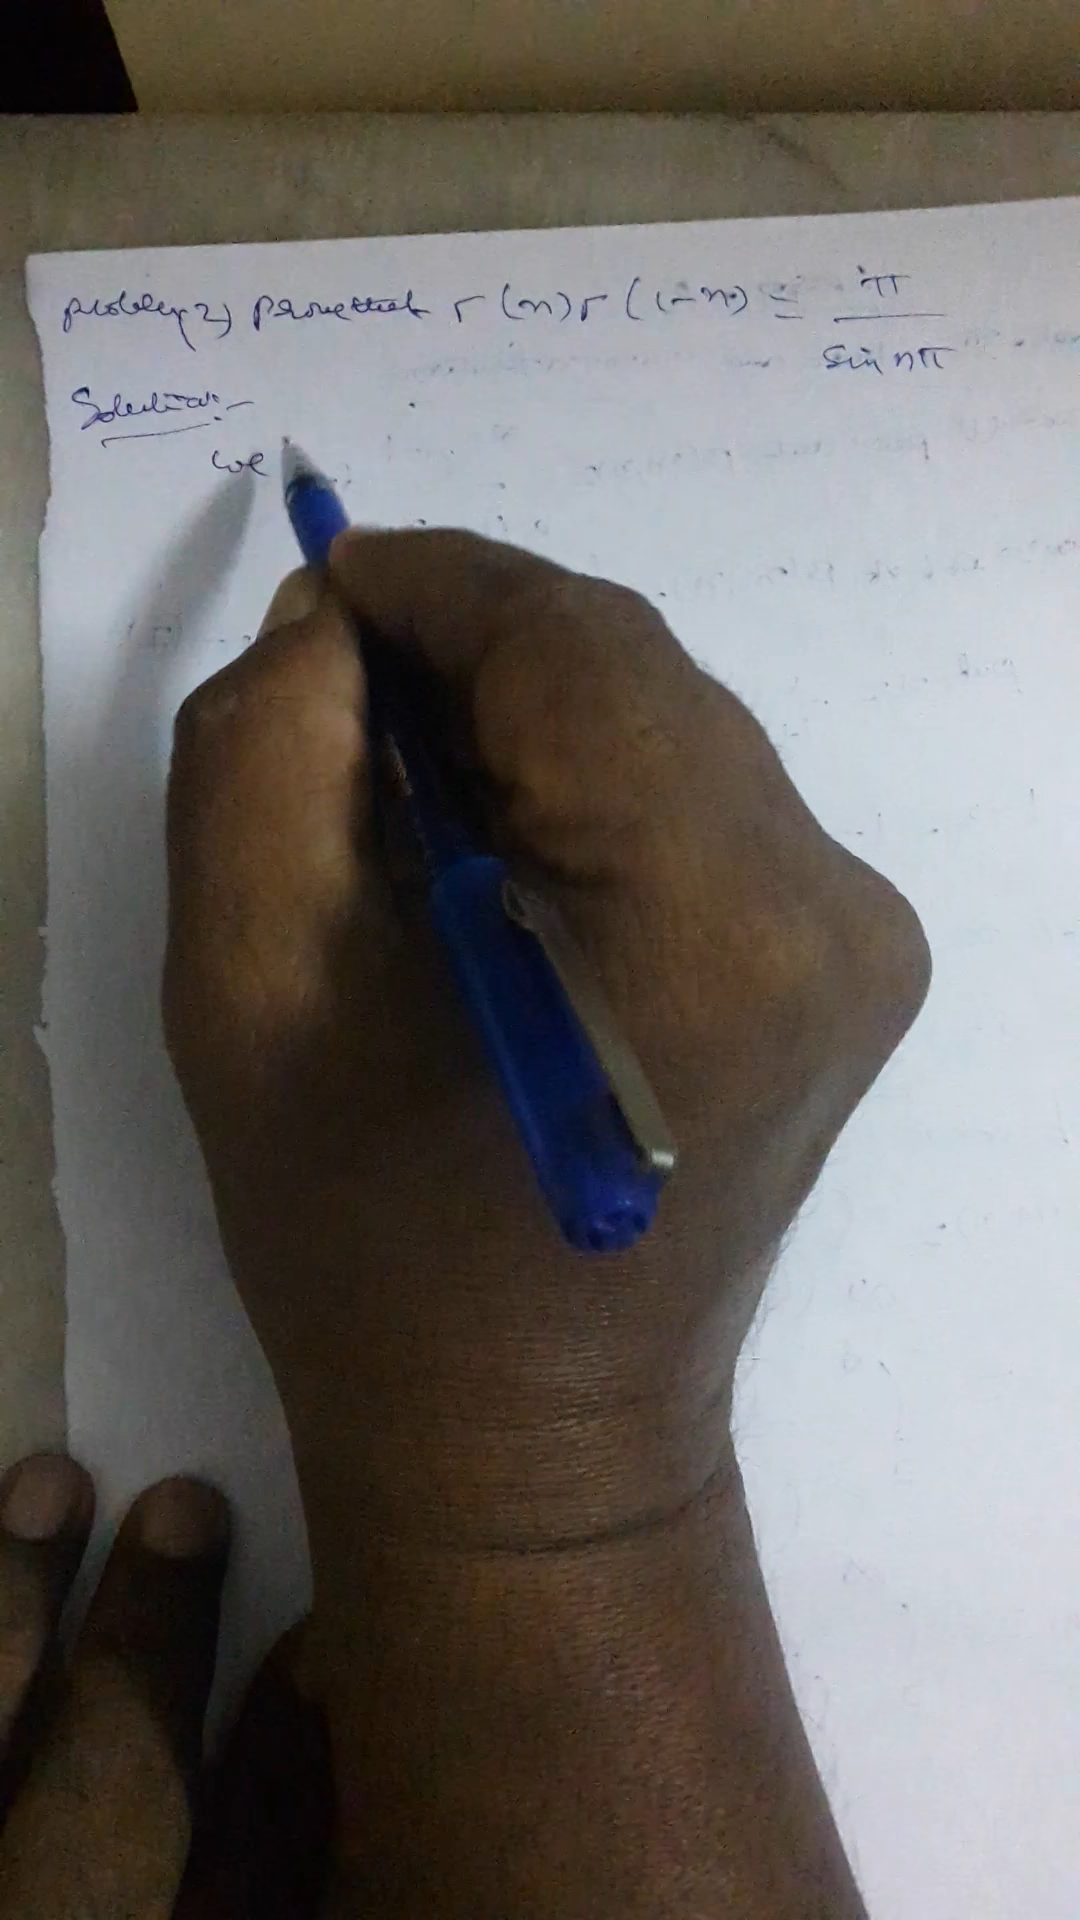 problem 2) Prove that Γ(n)Γ(1-n) = π / sin nπ
Solution:-
we